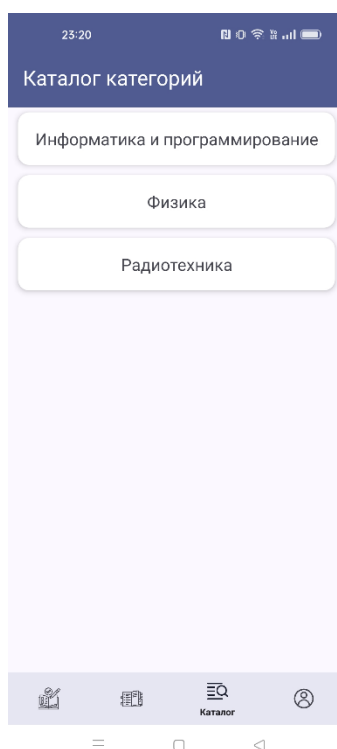 23:20
Каталог категорий
Информатика и программирование
Физика
Радиотехника
Каталог